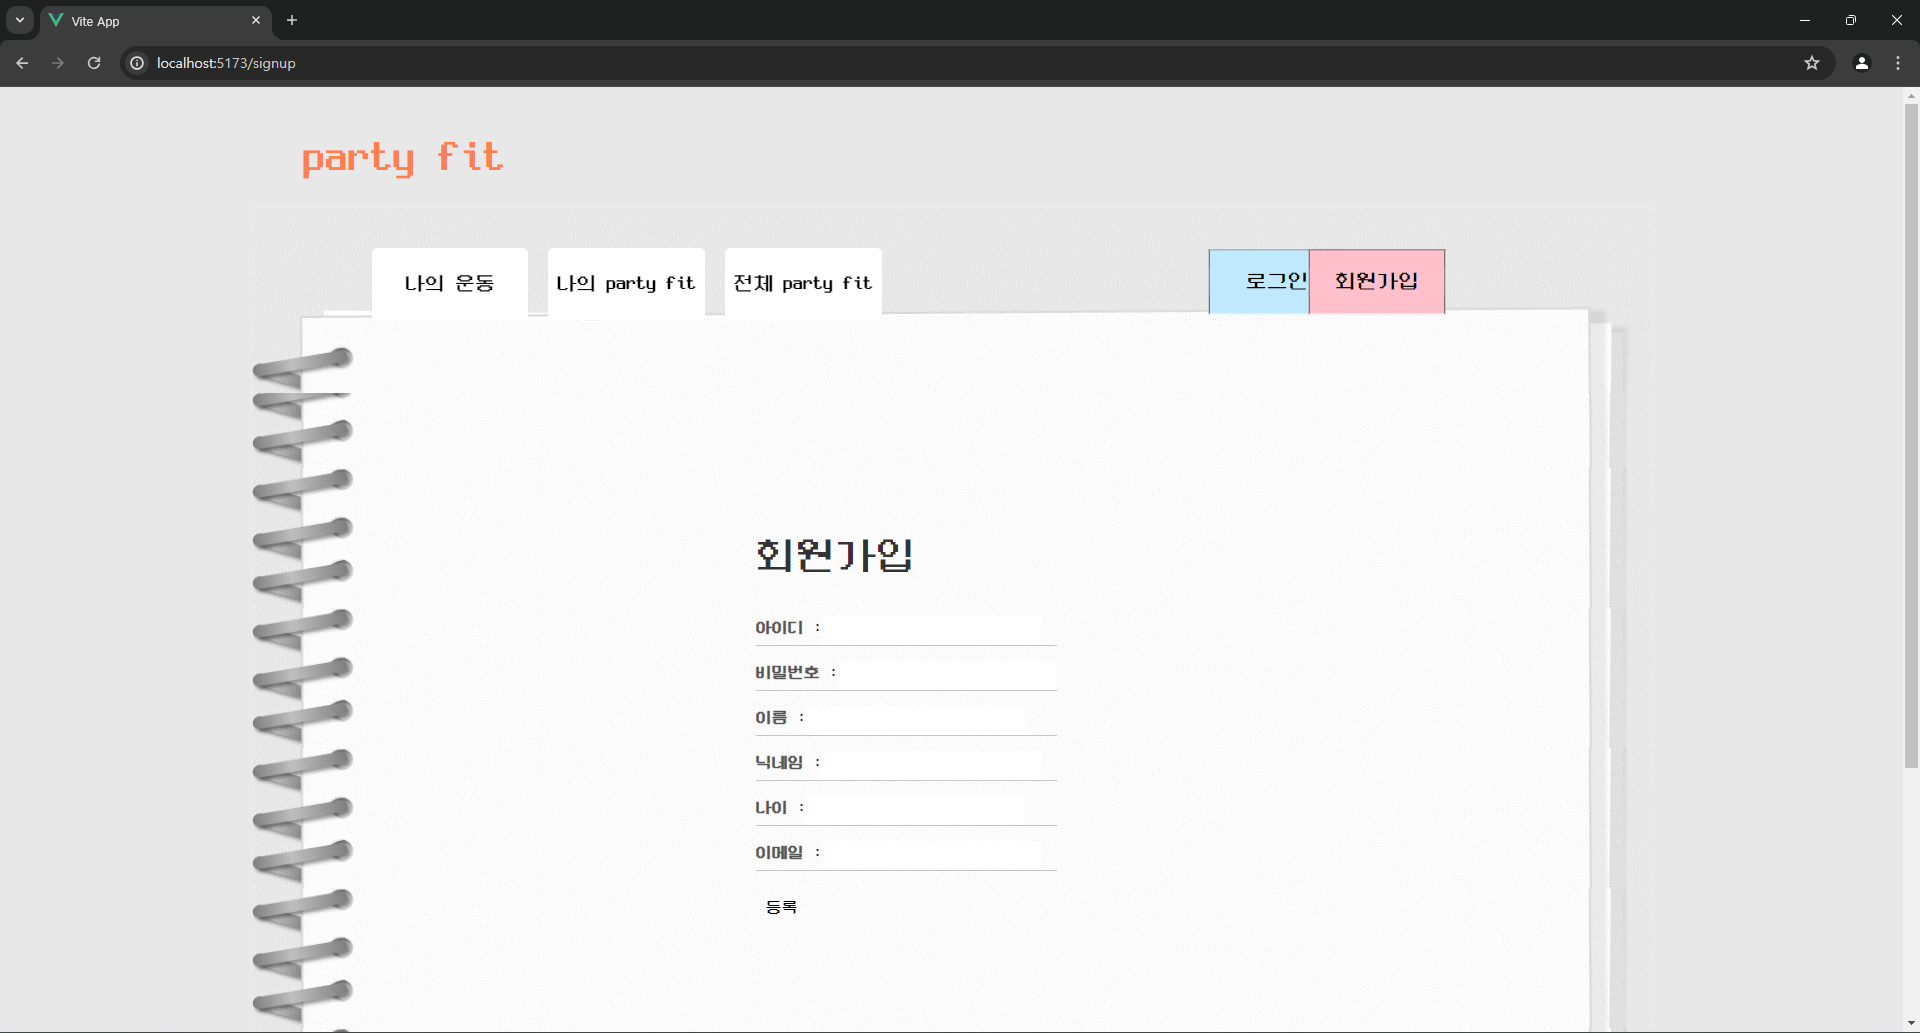 Vite App
localhost:5173/signup
party fit
나의 운동
나의 party fit
전체 party fit
로그인
회원가입
회원가입
아이디 :
비밀번호 :
이름 :
닉네임 :
나이 :
이메일 :
등록